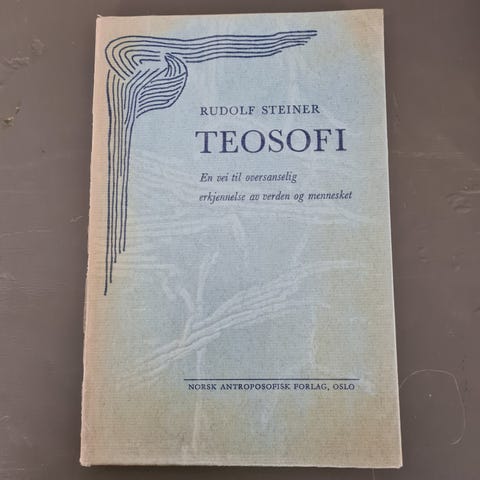 RUDOLF STEINER
TEOSOFI
En vei til oversanselig
erkjennelse av verden og mennesket
NORSK ANTROPOSOFISK FORLAG, OSLO